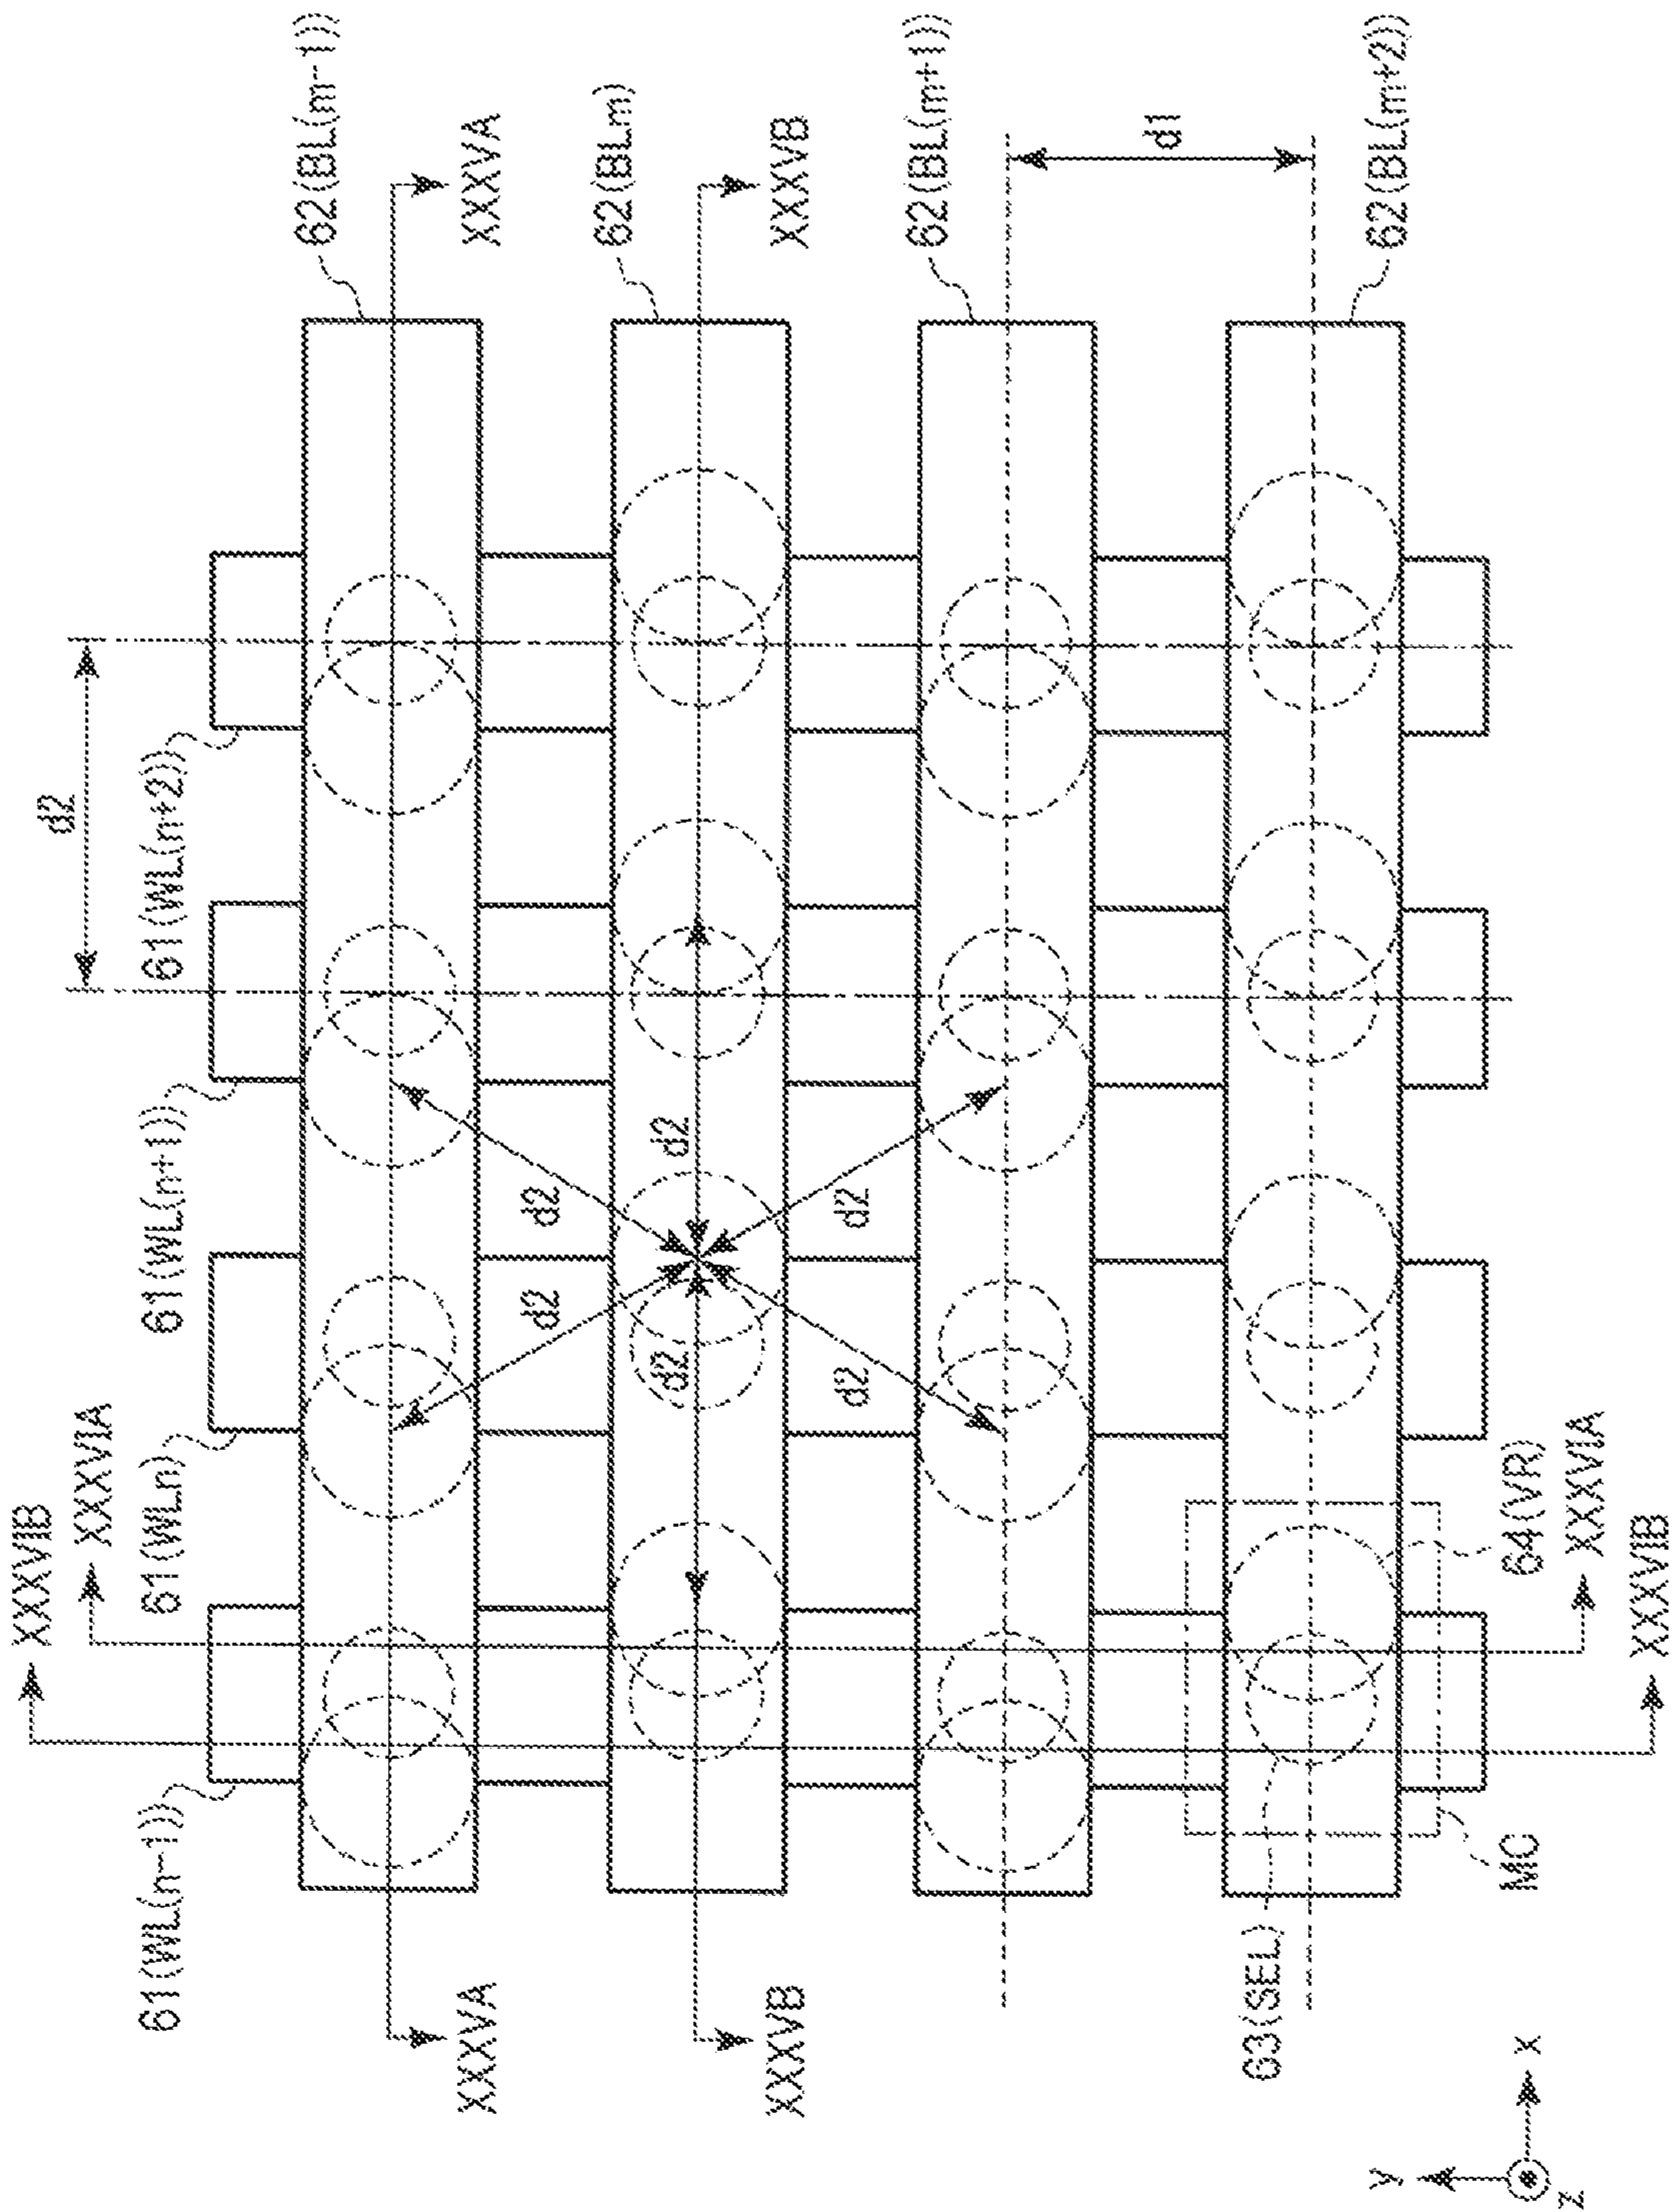 XXXVIB
d2
XXXVIA
61(WL(n-1))
61(WLn)
61(WL(n+1))
61(WL(n+2))
62(BL(m-1))
XXXVA
XXXVA
d2
d2
62(BLm)
d2
d2
XXXVB
XXXVB
d2
d2
62(BL(m+1))
d1
63(SEL)
y
62(BL(m+2))
x
MC
64(VR)
z
XXXVIA
XXXVIB